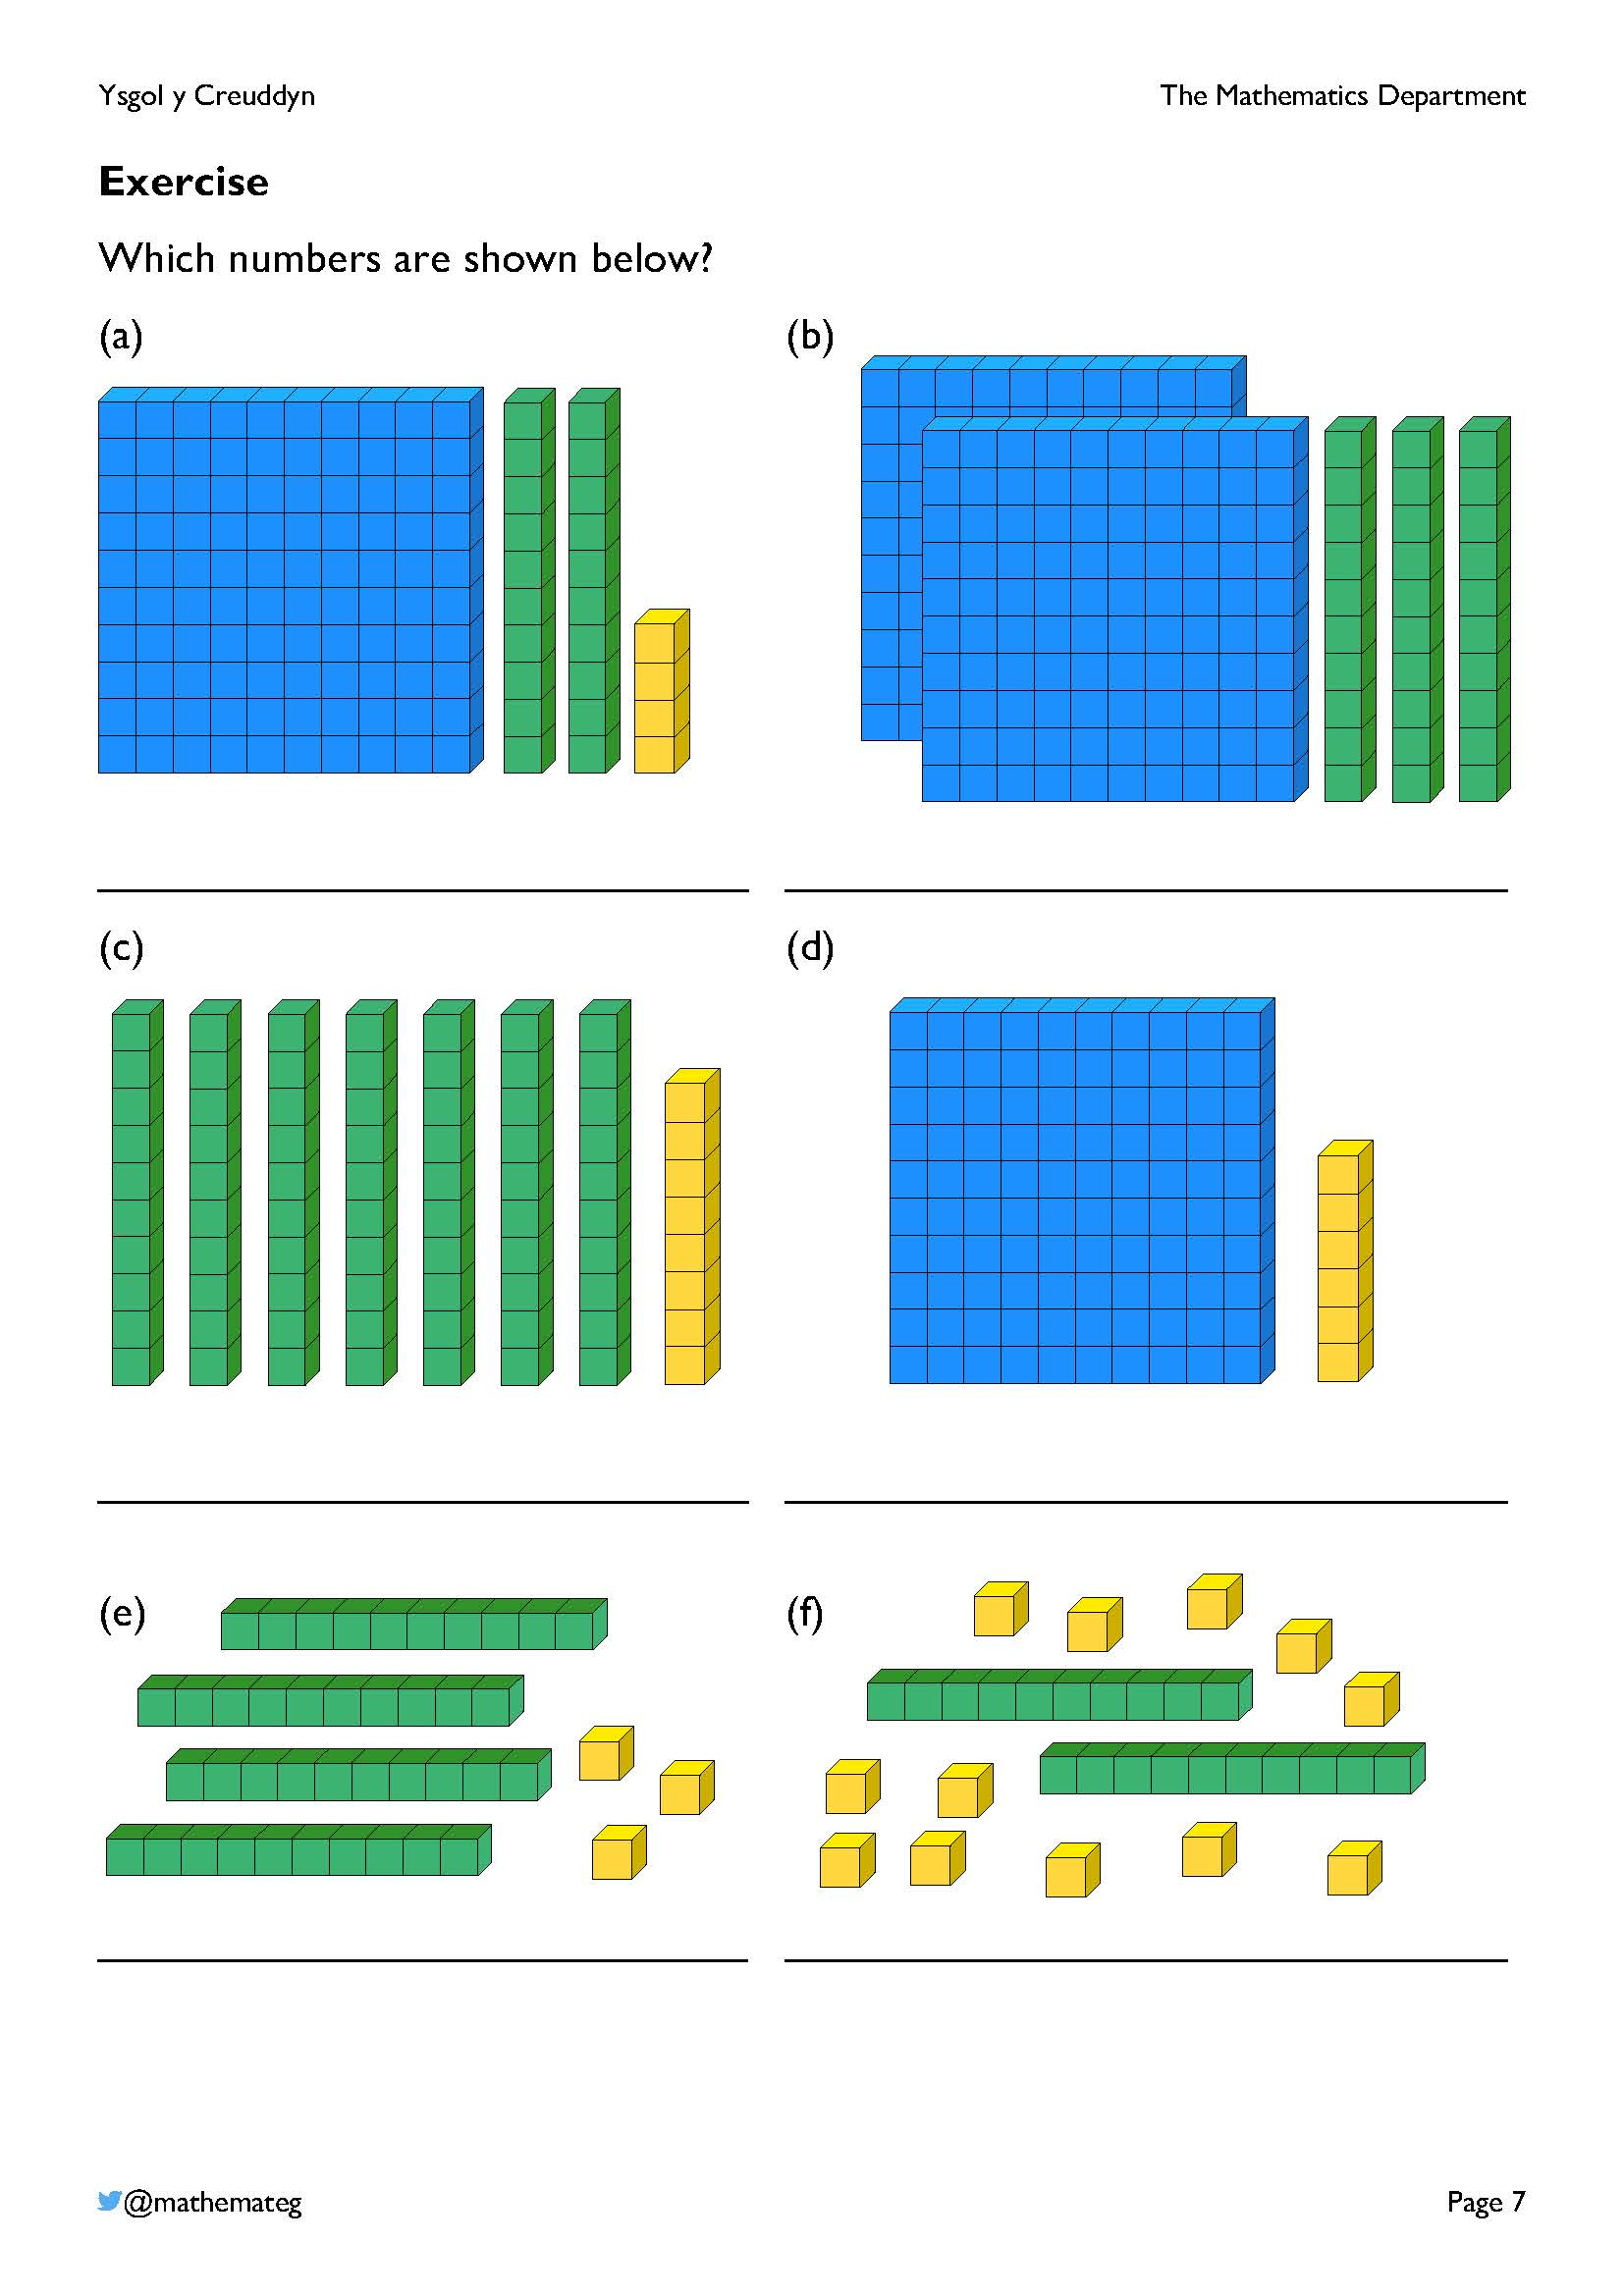 Ysgol y Creuddyn
The Mathematics Department
Exercise
Which numbers are shown below?
(a)
(b)
(c)
(d)
(e)
(f)
@mathemateg
Page 7